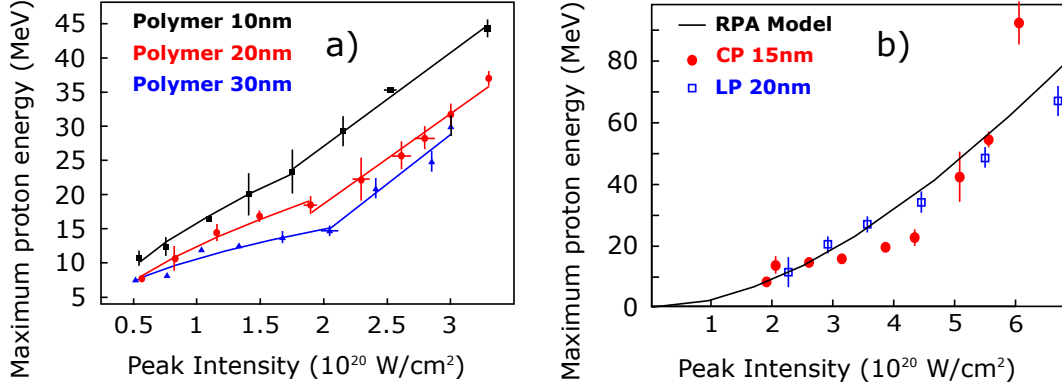 Maximum proton energy (MeV)
45
40
35
30
25
20
15
10
5
Polymer 10nm
Polymer 20nm
Polymer 30nm
a)
0.5 1 1.5 2 2.5 3
Peak Intensity (10²⁰ W/cm²)
Maximum proton energy (MeV)
80
60
40
20
0
RPA Model
CP 15nm
LP 20nm
b)
1 2 3 4 5 6
Peak Intensity (10²⁰ W/cm²)